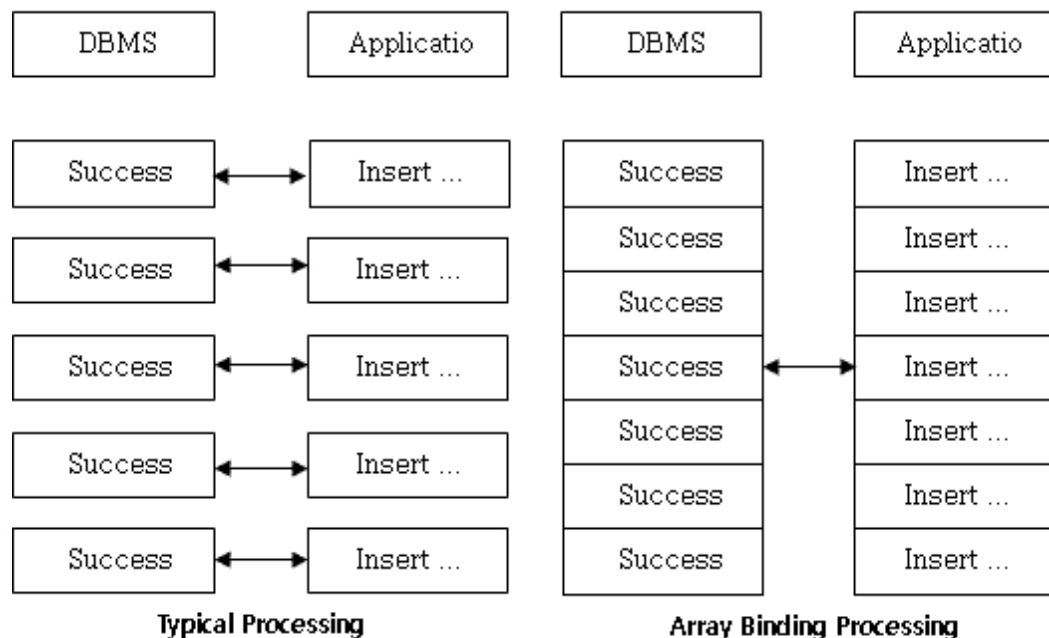 DBMS Applicatio DBMS Applicatio
Success Insert ... Success Insert ...
Success Insert ... Success Insert ...
Success Insert ...
Success Insert ... Success Insert ...
Success Insert ... Success Insert ...
Success Insert ...
Success Insert ... Success Insert ...
Typical Processing Array Binding Processing